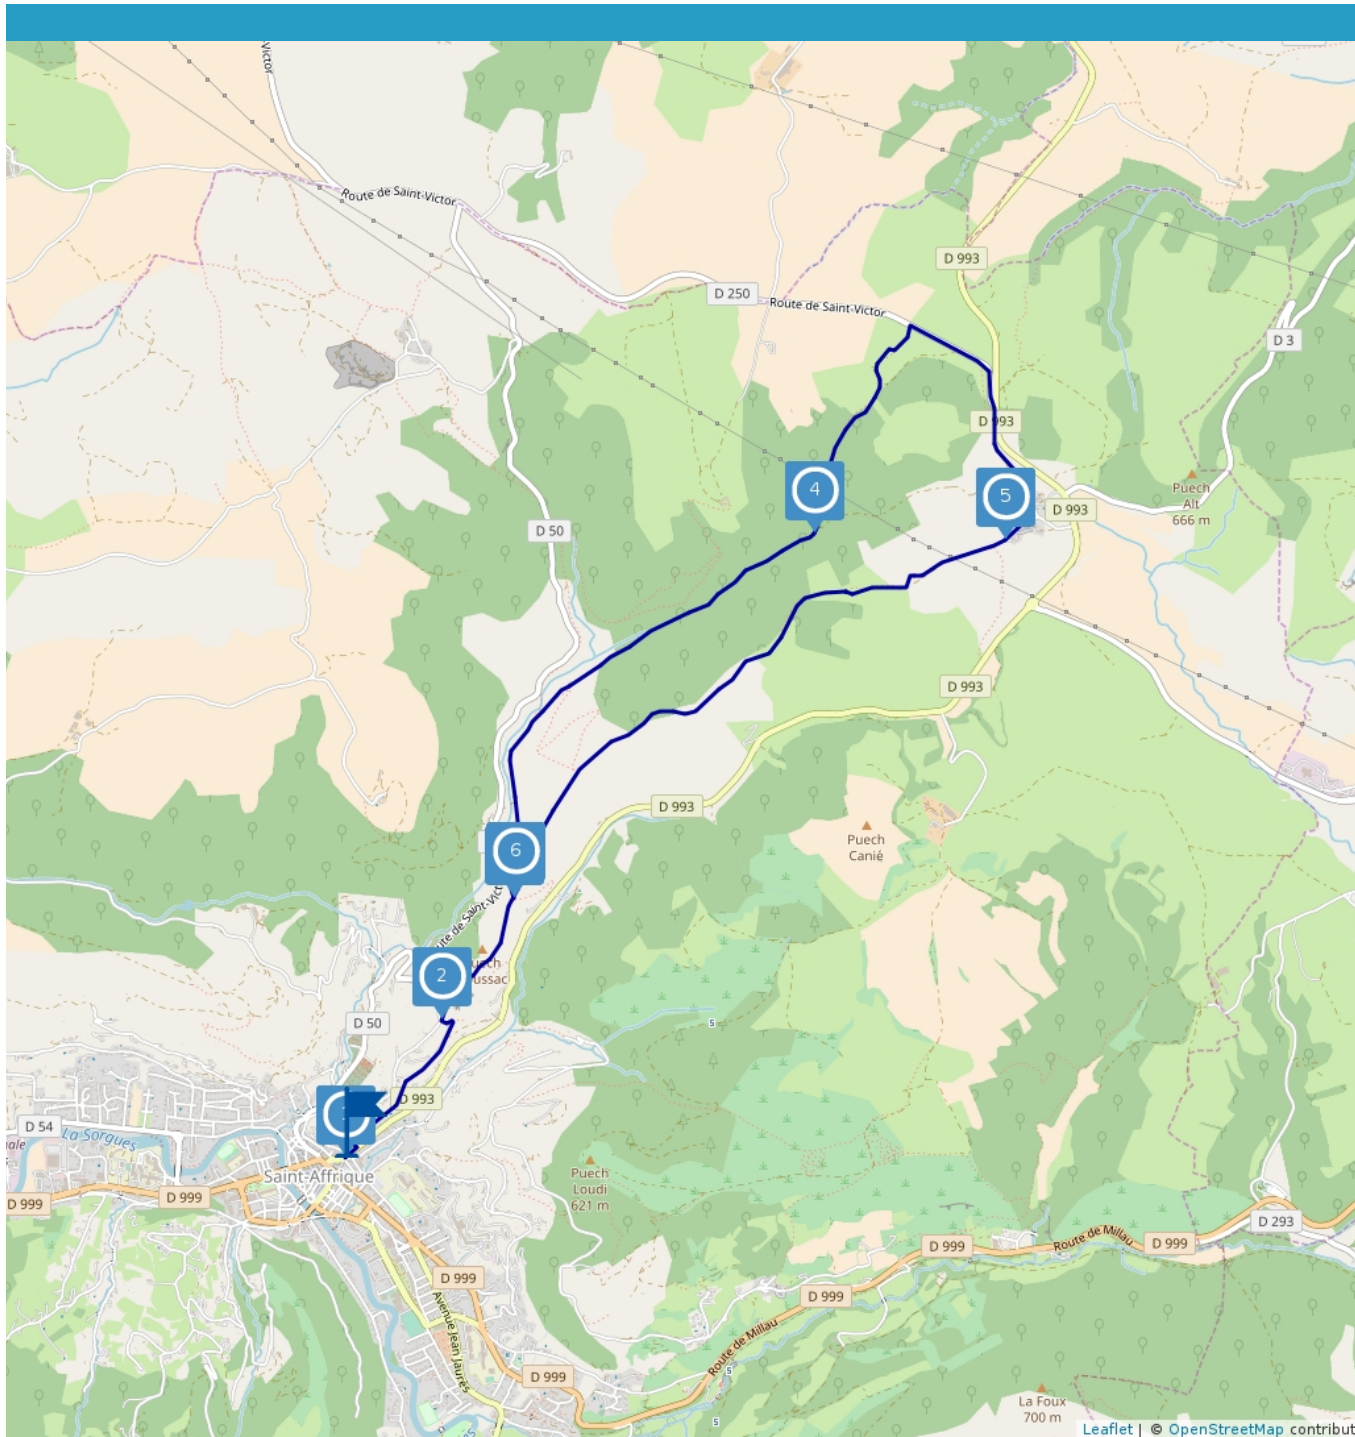 Victor
Route de Saint-Victor
D 993
D 250
Route de Saint-Victor
D 3
D 993
4
5
Puech
Alt
666 m
D 993
D 50
D 993
D 993
Puech
Canié
6
2
D 50
D 993
D 54
La Sorgues
Saint-Affrique
D 999
D 999
Puech
Loudi
621 m
D 293
Route de Millau
D 999
D 999
D 999
D 999
Avenue Jean Jaurès
Route de Millau
D 999
La Foux
700 m
Leaflet | © OpenStreetMap contribut